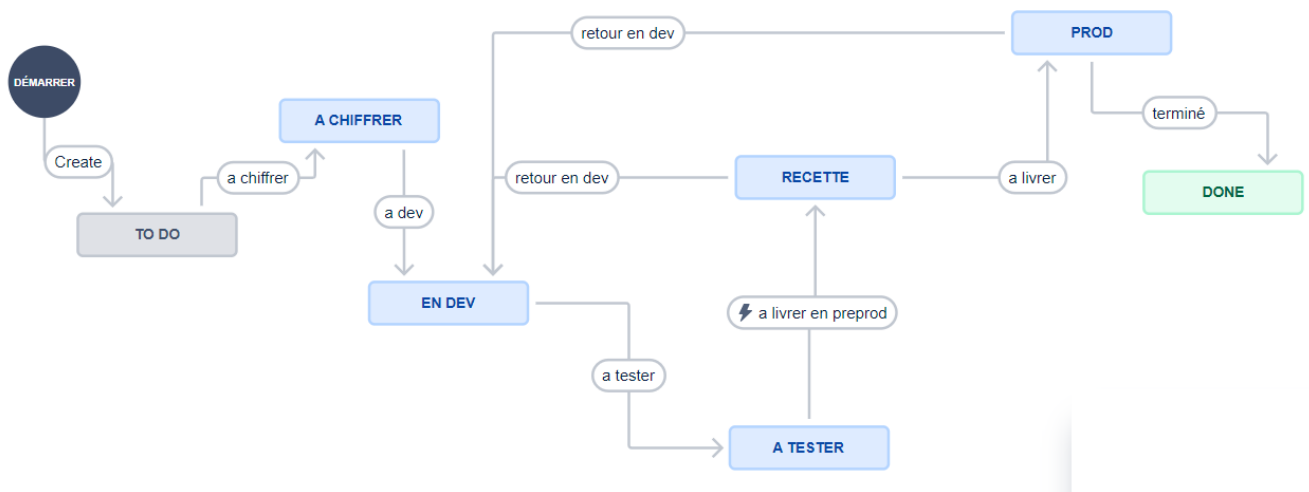 retour en dev
PROD
DÉMARRER
A CHIFFRER
terminé
Create
a chiffrer
retour en dev
RECETTE
a livrer
DONE
a dev
TO DO
EN DEV
a livrer en preprod
a tester
A TESTER